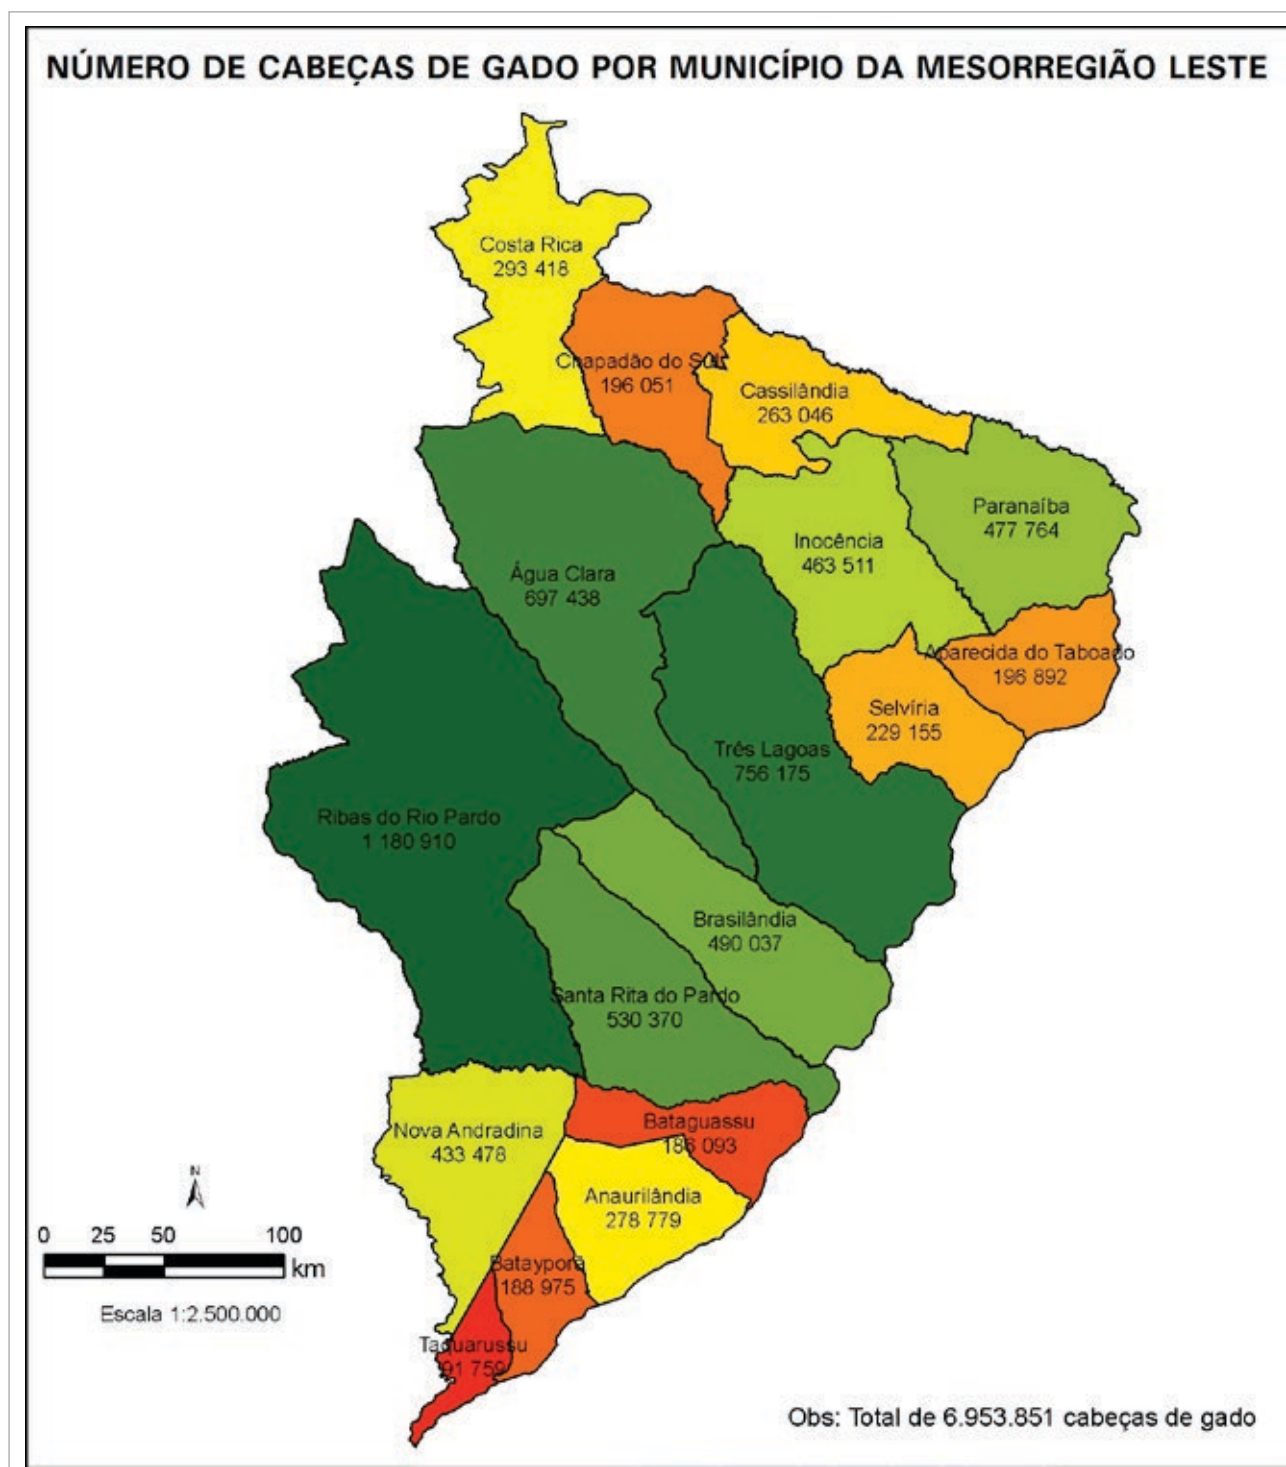 NÚMERO DE CABEÇAS DE GADO POR MUNICÍPIO DA MESORREGIÃO LESTE
Costa Rica
293 418
Chapadão do Sul
196 051
Cassilândia
263 046
Paranaíba
477 764
Inocência
463 511
Água Clara
697 438
Aparecida do Taboado
196 892
Selvíria
229 155
Três Lagoas
756 175
Ribas do Rio Pardo
1 180 910
Brasilândia
490 037
Santa Rita do Pardo
530 370
Bataguassu
186 093
Nova Andradina
433 478
Anaurilândia
278 779
Batayporã
188 975
Taquarussu
91 759
N
0 25 50 100
km
Escala 1:2.500.000
Obs: Total de 6.953.851 cabeças de gado